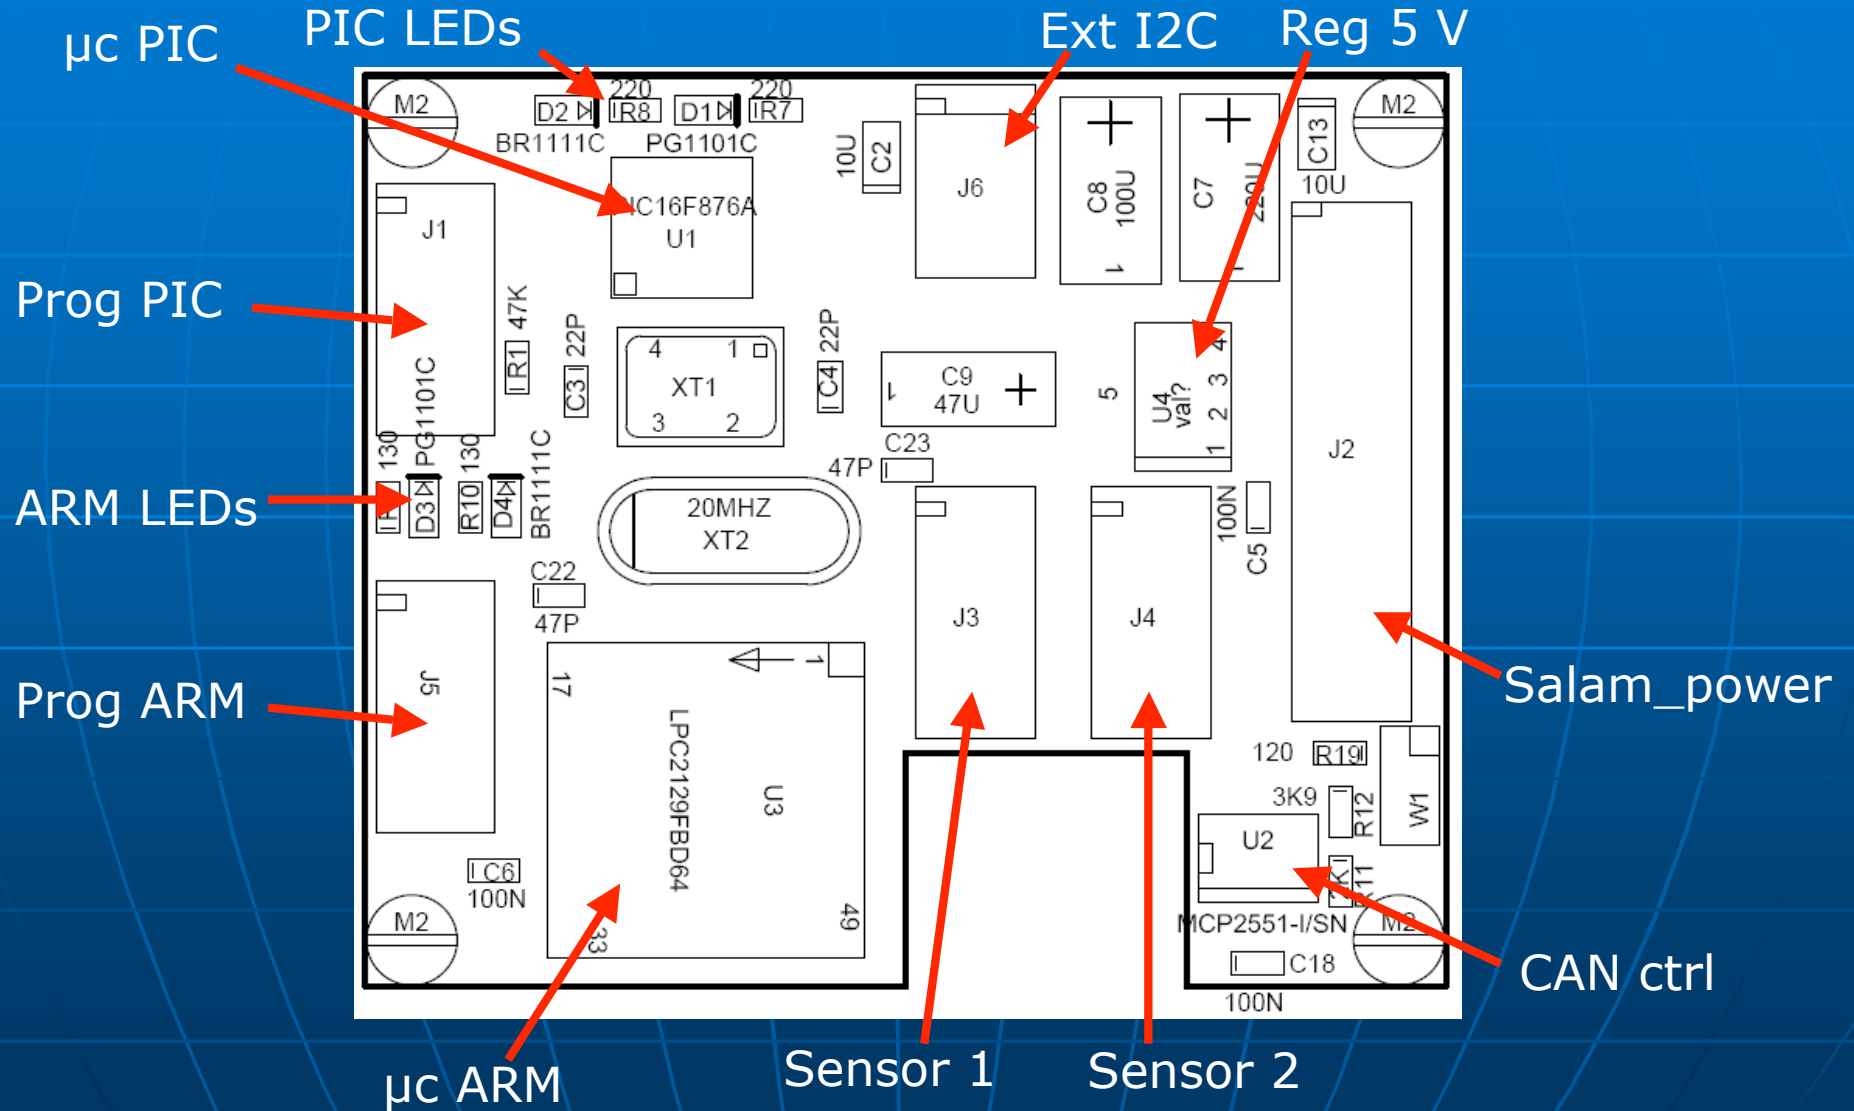 µc PIC
PIC LEDs
Ext I2C
Reg 5 V
M2
D2
220
R8
D1
220
R7
M2
BR1111C
PG1101C
10U
C2
J6
C8
100U
1
C7
C13
10U
J1
U1
Prog PIC
R1
47K
C3
22P
4
1
XT1
3
2
C4
22P
1
C9
47U
5
U4
val?
1 2 3 4
J2
C23
47P
130
PG1101C
130
BR1111C
ARM LEDs
D3
R10
D4
20MHZ
XT2
100N
C5
C22
47P
J3
J4
Prog ARM
J5
17
1
LPC2129FBD64
U3
49
33
Salam_power
120
R19
3K9
R12
W1
U2
R11
MCP2551-I/SN
C6
100N
M2
M2
C18
100N
CAN ctrl
µc ARM
Sensor 1
Sensor 2